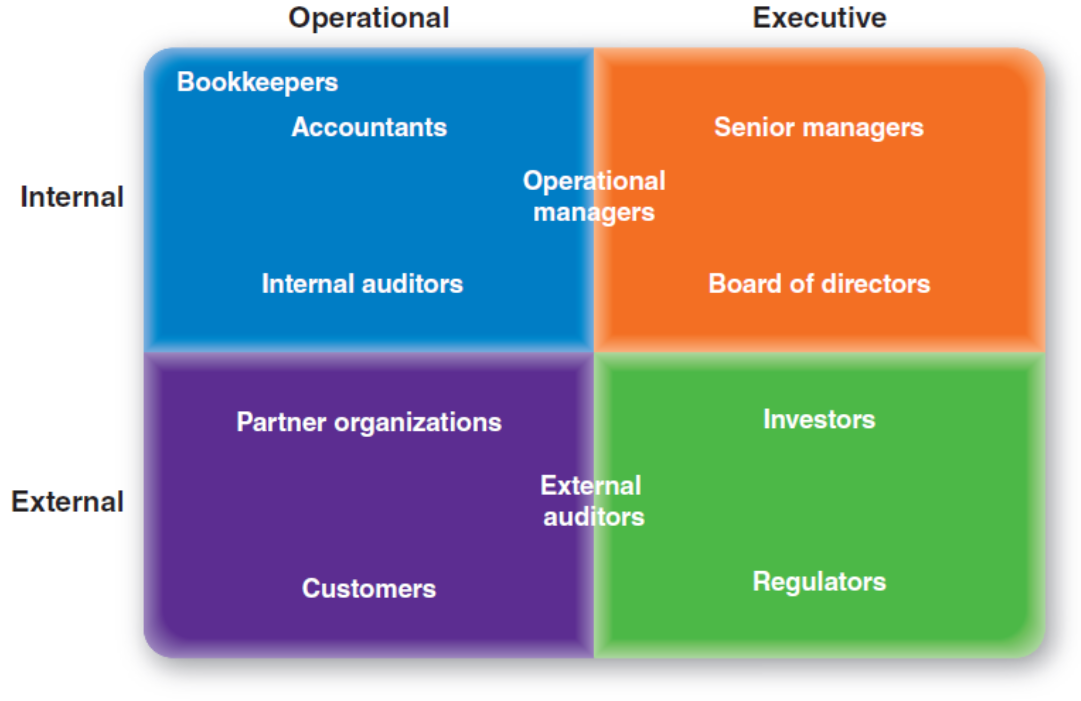 Operational
Executive
Bookkeepers
Accountants
Senior managers
Internal
Operational
managers
Internal auditors
Board of directors
Partner organizations
Investors
External
External
auditors
Customers
Regulators